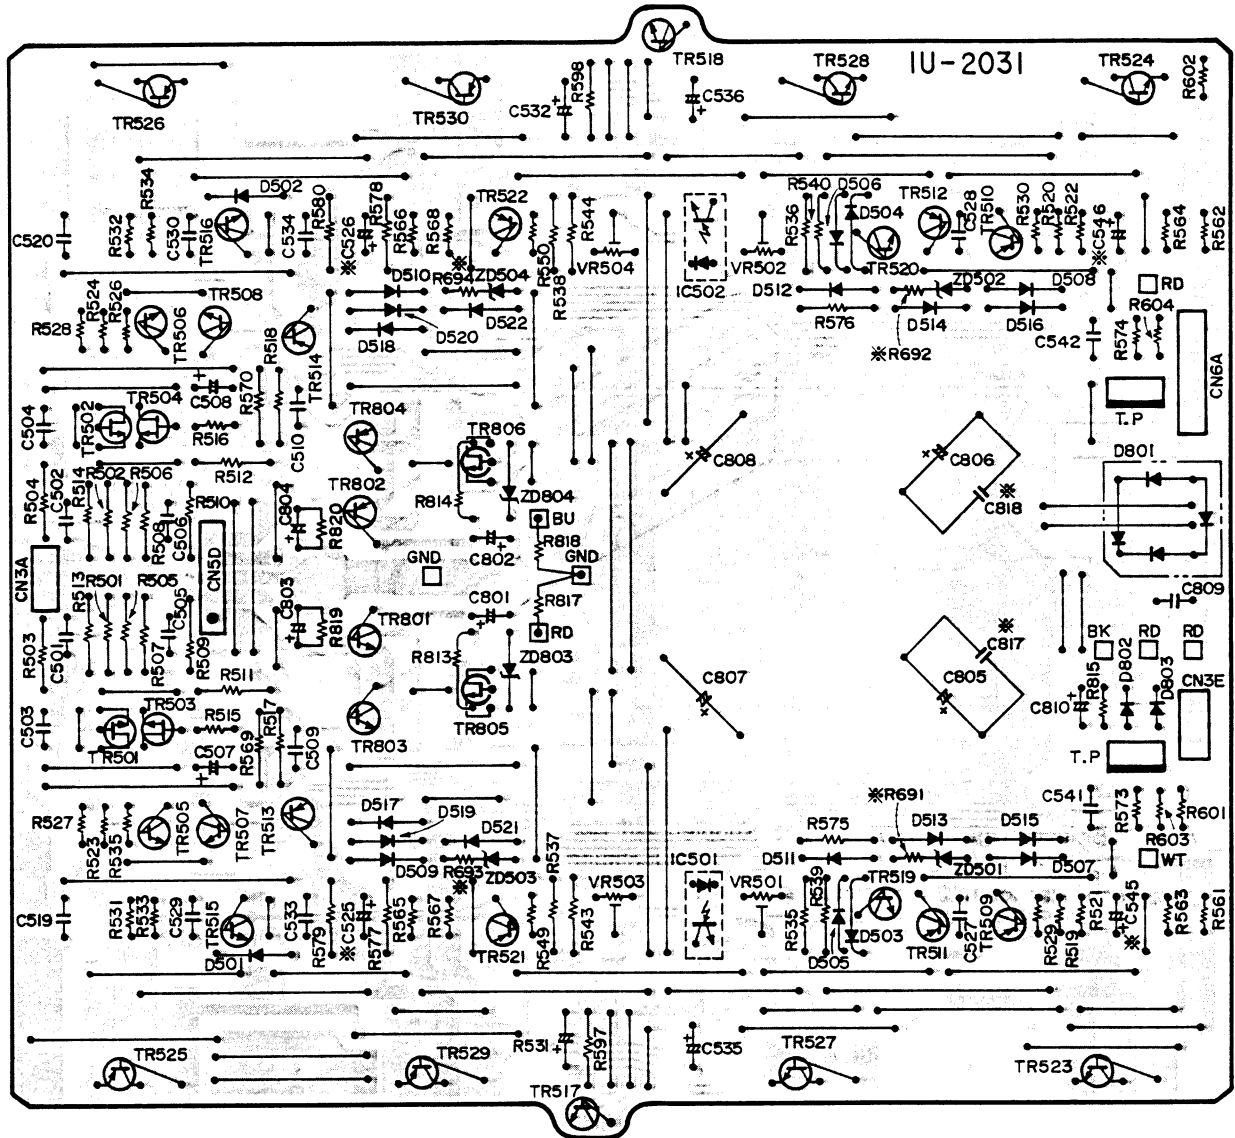 1U-2031
TR518
TR526
TR530
C532
R598
C536
TR528
TR524
R602
D502
R534
R532
C530
TR516
C534
R580
※C526
R578
R566
R568
TR522
R550
R538
R544
VR504
IC502
VR502
R536
R540
D506
D504
TR520
TR512
C528
TR510
R530
R520
R522
※C546
R564
R562
C520
D510
R694
※
ZD504
D512
ZD502
D508
RD
R528
R524
R526
TR506
TR508
R518
TR514
D518
D520
D522
R576
D514
D516
※R692
C542
R574
R604
CN6A
C504
TR502
TR504
C508
R570
R516
C510
TR804
TR806
C808
C806
※
C818
T.P
D801
R504
C502
R514
R502
R506
R512
R508
C506
R510
CN5D
C804
R820
TR802
R814
ZD804
BU
R818
C802
GND
GND
CN3A
R513
R501
R505
C505
C803
R819
TR801
C801
R817
RD
C809
R503
C501
R507
R509
R511
R813
ZD803
C807
※
C817
C805
BK
RD
RD
D802
D803
R815
C810
CN3E
C503
TR501
TR503
R515
C507
R517
R569
C509
TR803
TR805
T.P
R527
R523
R535
TR505
TR507
TR513
D517
D519
D521
R537
※R691
R575
D513
D515
C541
R573
R603
R601
D509
R693
※
ZD503
IC501
D511
ZD501
D507
WT
C519
R531
R533
C529
TR515
C533
R579
※C525
R577
R565
R567
TR521
R549
R543
VR503
VR501
R535
R539
D505
D503
TR519
TR511
C527
TR509
R529
R519
R521
C545
※
R563
R561
D501
TR525
TR529
R531
R597
C535
TR527
TR523
TR517